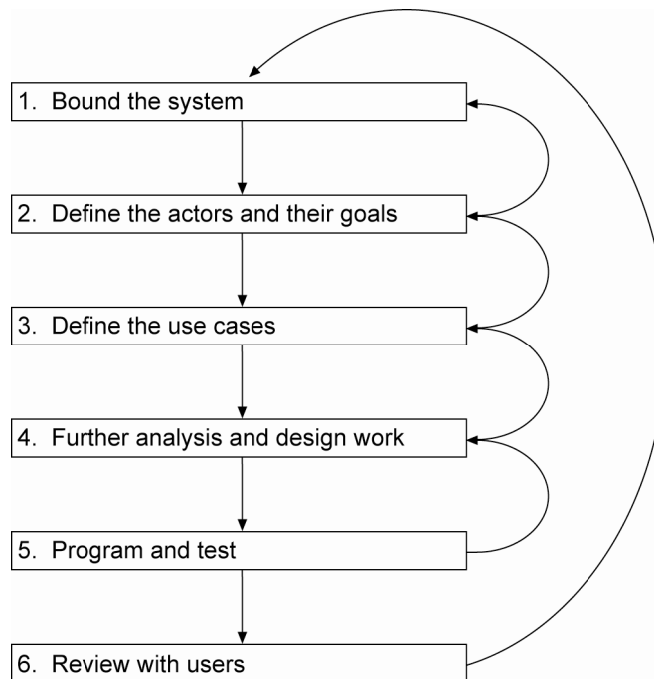 1. Bound the system
2. Define the actors and their goals
3. Define the use cases
4. Further analysis and design work
5. Program and test
6. Review with users